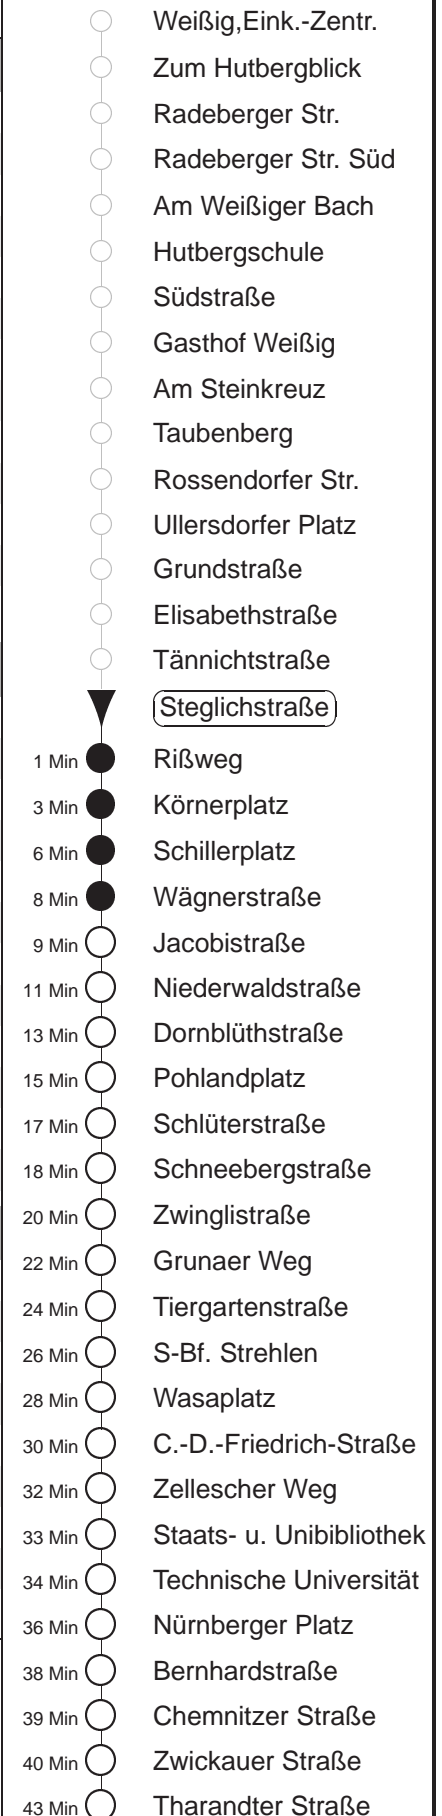 Weißig,Eink.-Zentr.
Zum Hutbergblick
Radeberger Str.
Radeberger Str. Süd
Am Weißiger Bach
Hutbergschule
Südstraße
Gasthof Weißig
Am Steinkreuz
Taubenberg
Rossendorfer Str.
Ullersdorfer Platz
Grundstraße
Elisabethstraße
Tännichtstraße
Steglichstraße
1 Min Rißweg
3 Min Körnerplatz
6 Min Schillerplatz
8 Min Wägnerstraße
9 Min Jacobistraße
11 Min Niederwaldstraße
13 Min Dornblüthstraße
15 Min Pohlandplatz
17 Min Schlüterstraße
18 Min Schneebergstraße
20 Min Zwinglistraße
22 Min Grunaer Weg
24 Min Tiergartenstraße
26 Min S-Bf. Strehlen
28 Min Wasaplatz
30 Min C.-D.-Friedrich-Straße
32 Min Zellescher Weg
33 Min Staats- u. Unibibliothek
34 Min Technische Universität
36 Min Nürnberger Platz
38 Min Bernhardstraße
39 Min Chemnitzer Straße
40 Min Zwickauer Straße
43 Min Tharandter Straße